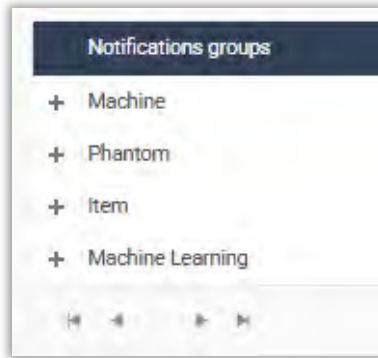 Notifications groups
+ Machine
+ Phantom
+ Item
+ Machine Learning